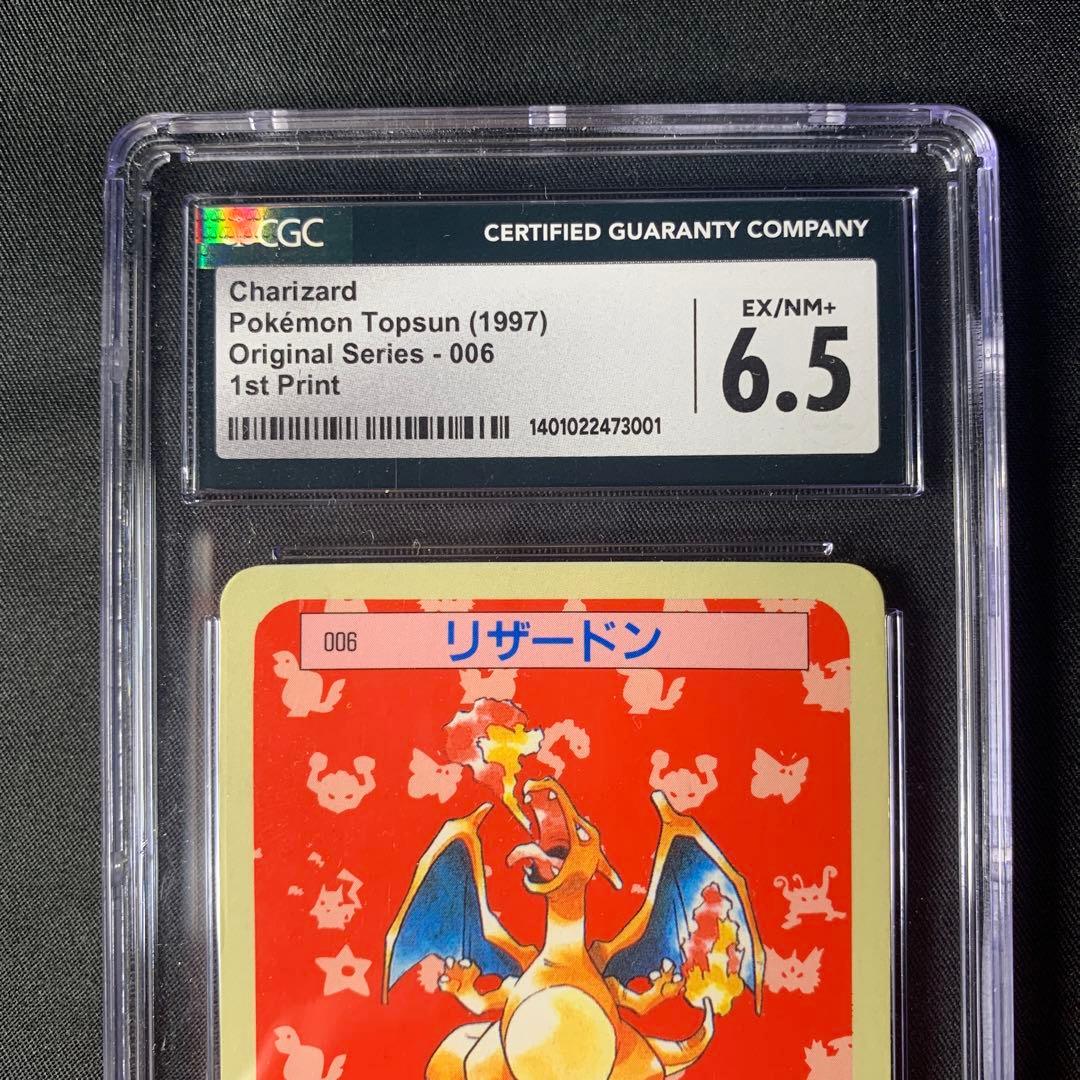 CGC
CERTIFIED GUARANTY COMPANY
Charizard
Pokémon Topsun (1997)
Original Series - 006
1st Print
1401022473001
EX/NM+
6.5
006 リザードン